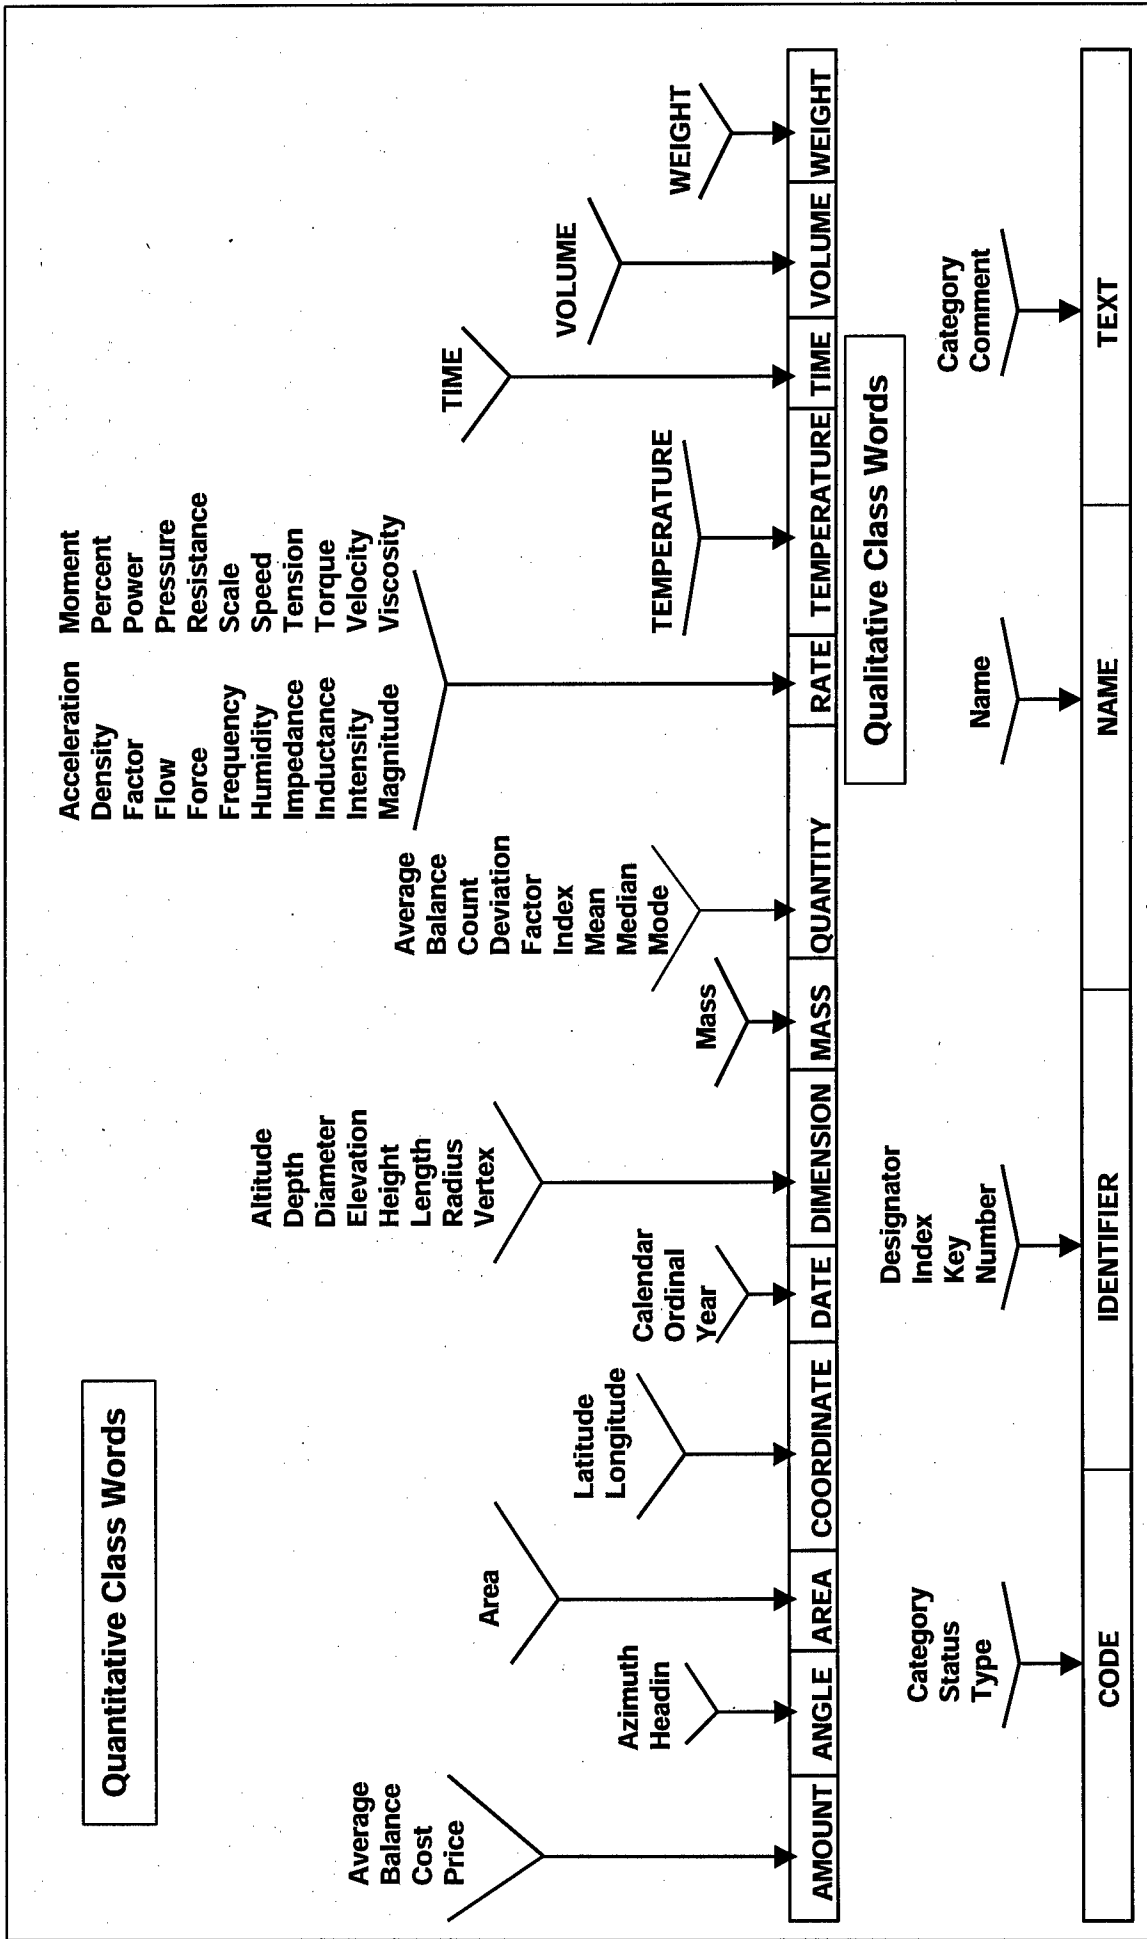 Quantitative Class Words
Average
Balance
Cost
Price
AMOUNT
Azimuth
Headin
ANGLE
Area
AREA
Latitude
Longitude
COORDINATE
Calendar
Ordinal
Year
DATE
Altitude
Depth
Diameter
Elevation
Height
Length
Radius
Vertex
DIMENSION
Mass
MASS
Average
Balance
Count
Deviation
Factor
Index
Mean
Median
Mode
QUANTITY
Acceleration Moment
Density Percent
Factor Power
Flow Pressure
Force Resistance
Frequency Scale
Humidity Speed
Impedance Tension
Inductance Torque
Intensity Velocity
Magnitude Viscosity
RATE
TEMPERATURE
TEMPERATURE
TIME
TIME
VOLUME
VOLUME
WEIGHT
WEIGHT
Qualitative Class Words
Category
Status
Type
CODE
Designator
Index
Key
Number
IDENTIFIER
Name
NAME
Category
Comment
TEXT